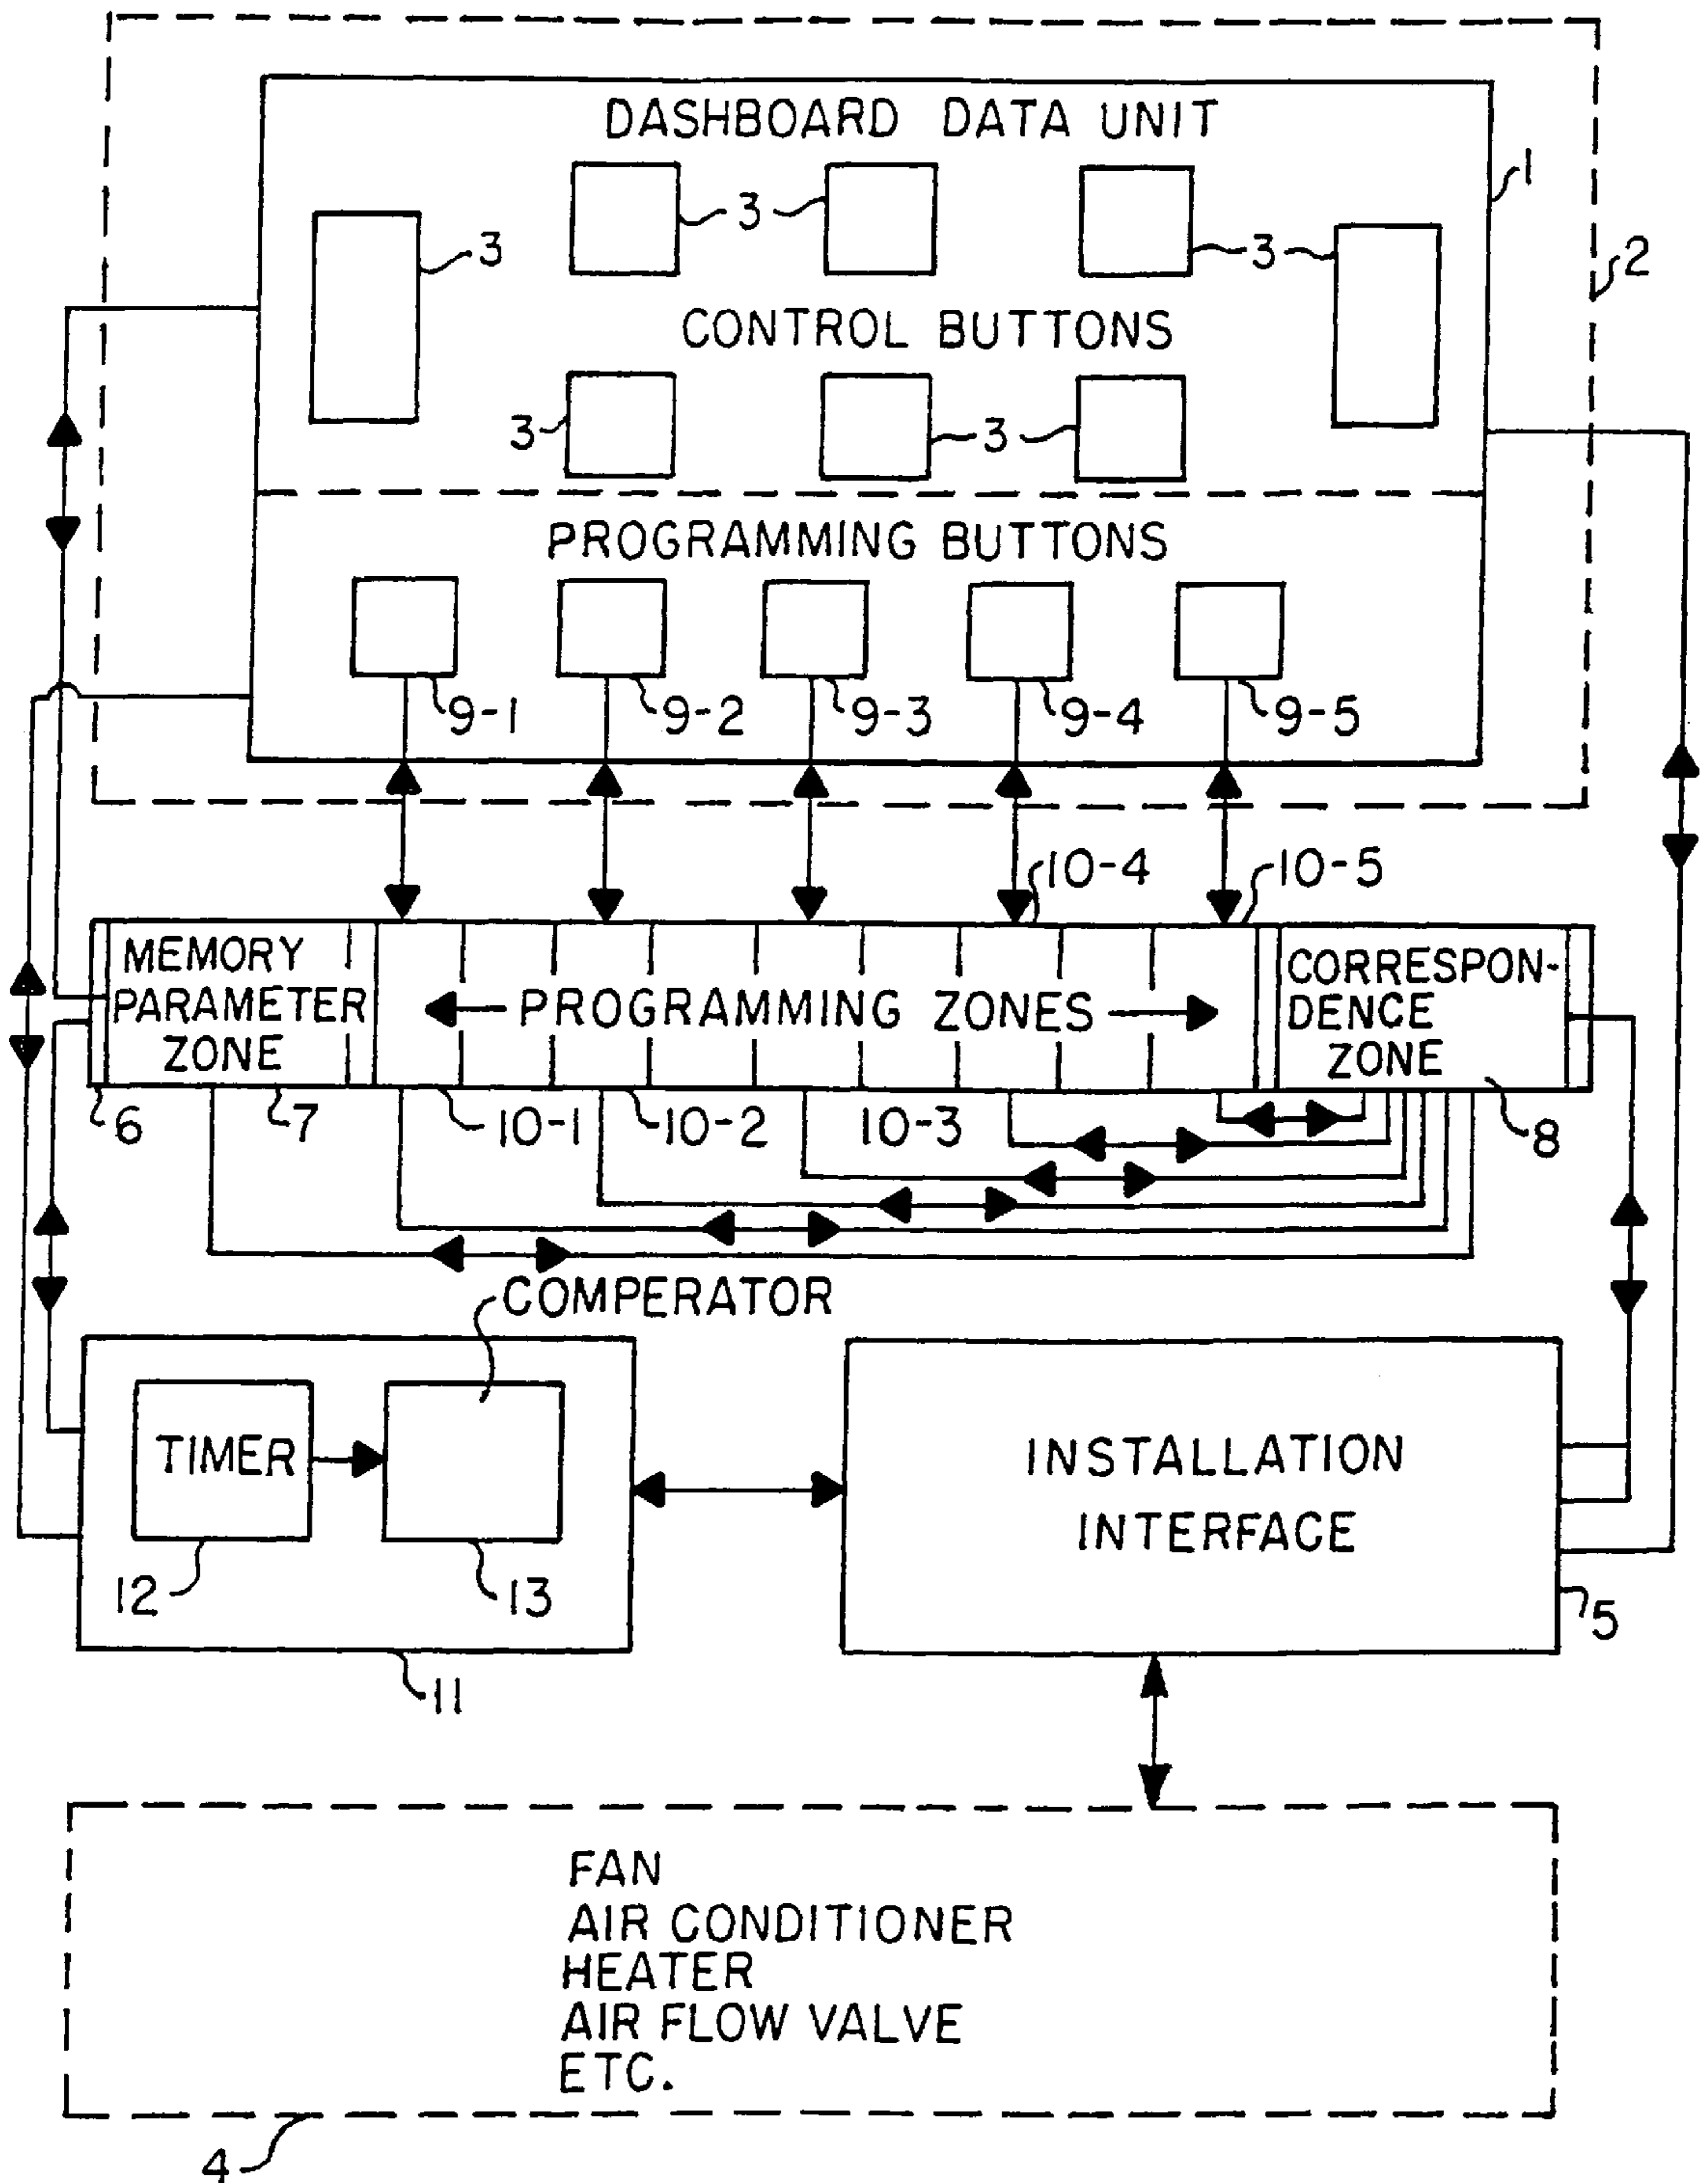 DASHBOARD DATA UNIT
1
3
3
3
2
CONTROL BUTTONS
3
3
PROGRAMMING BUTTONS
9-1
9-2
9-3
9-4
9-5
10-4
10-5
MEMORY
PARAMETER
ZONE
PROGRAMMING ZONES
CORRESPON-
DENCE
ZONE
6
7
10-1
10-2
10-3
8
COMPERATOR
TIMER
12
13
11
INSTALLATION
INTERFACE
5
FAN
AIR CONDITIONER
HEATER
AIR FLOW VALVE
ETC.
4